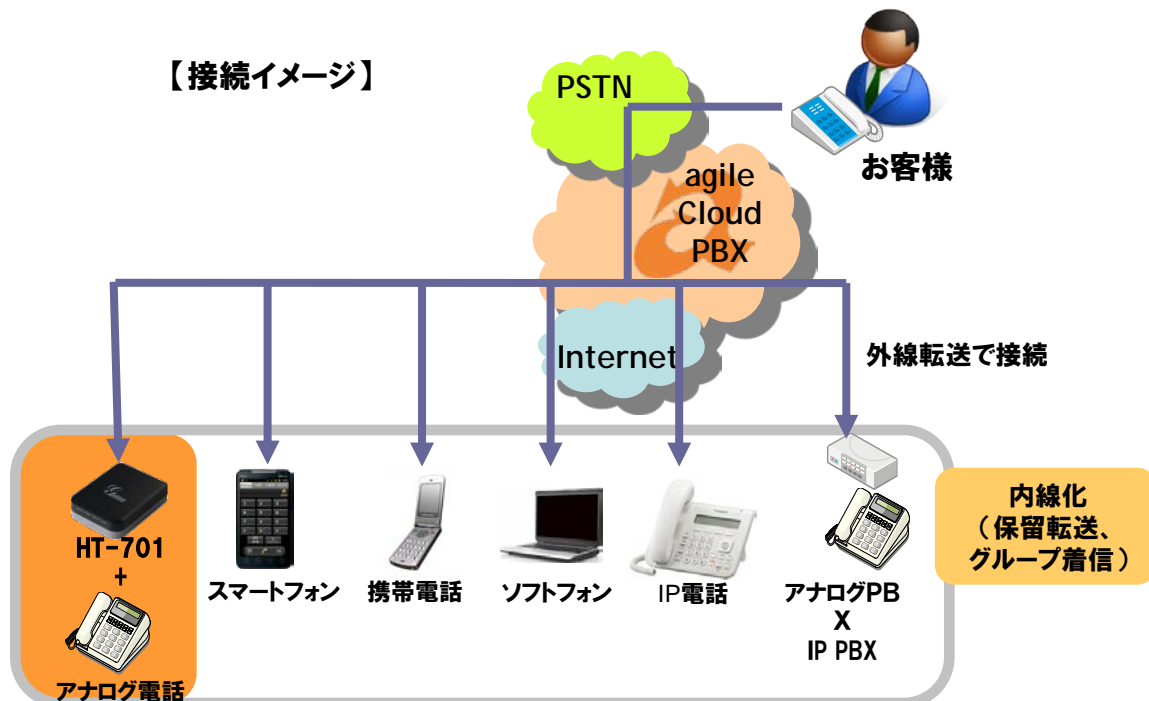 【接続イメージ】
PSTN
お客様
agile
Cloud
PBX
Internet
外線転送で接続
HT-701
+
アナログ電話
スマートフォン
携帯電話
ソフトフォン
IP電話
アナログPB
X
IP PBX
内線化
（保留転送、
グループ着信）